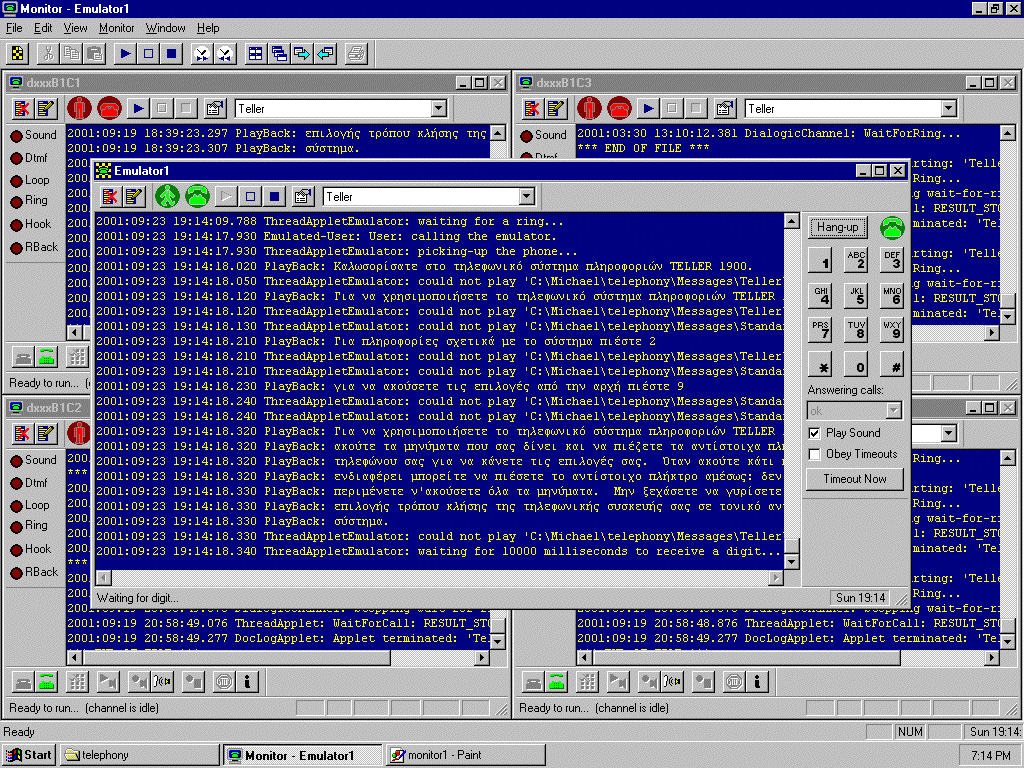 Monitor - Emulator1
File Edit View Monitor Window Help
dxxxB1C1
Teller
Sound
Dtmf
Loop
Ring
Hook
RBack
2001:09:19 18:39:23.297 PlayBack: επιλογής τρόπου κλήσης της
2001:09:19 18:39:23.307 PlayBack: σύστημα.
Ready to run...
dxxxB1C3
Teller
Sound
Dtmf
2001:03:30 13:10:12.381 DialogicChannel: WaitForRing...
*** END OF FILE ***
arting: 'Teller
Ring...
ng wait-for-ri
l: RESULT_STO
minated: 'Tel
Emulator1
Teller
2001:09:23 19:14:09.788 ThreadAppletEmulator: waiting for a ring...
2001:09:23 19:14:17.930 Emulated-User: User: calling the emulator.
2001:09:23 19:14:17.930 ThreadAppletEmulator: picking-up the phone...
2001:09:23 19:14:18.020 PlayBack: Καλωσορίσατε στο τηλεφωνικό σύστημα πληροφοριών TELLER 1900.
2001:09:23 19:14:18.050 ThreadAppletEmulator: could not play 'C:\Michael\telephony\Messages\Teller
2001:09:23 19:14:18.120 PlayBack: Για να χρησιμοποιήσετε το τηλεφωνικό σύστημα πληροφοριών TELLER
2001:09:23 19:14:18.120 ThreadAppletEmulator: could not play 'C:\Michael\telephony\Messages\Teller
2001:09:23 19:14:18.130 ThreadAppletEmulator: could not play 'C:\Michael\telephony\Messages\Standa
2001:09:23 19:14:18.210 PlayBack: Για πληροφορίες σχετικά με το σύστημα πιέστε 2
2001:09:23 19:14:18.210 ThreadAppletEmulator: could not play 'C:\Michael\telephony\Messages\Teller
2001:09:23 19:14:18.210 ThreadAppletEmulator: could not play 'C:\Michael\telephony\Messages\Standa
2001:09:23 19:14:18.230 PlayBack: για να ακούσετε τις επιλογές από την αρχή πιέστε 9
2001:09:23 19:14:18.240 ThreadAppletEmulator: could not play 'C:\Michael\telephony\Messages\Standa
2001:09:23 19:14:18.240 ThreadAppletEmulator: could not play 'C:\Michael\telephony\Messages\Standa
2001:09:23 19:14:18.320 PlayBack: Για να χρησιμοποιήσετε το τηλεφωνικό σύστημα πληροφοριών TELLER
2001:09:23 19:14:18.320 PlayBack: ακούτε τα μηνύματα που σας δίνει και να πιέζετε τα αντίστοιχα πλ
2001:09:23 19:14:18.320 PlayBack: τηλεφώνου σας για να κάνετε τις επιλογές σας. Όταν ακούτε κάτι
2001:09:23 19:14:18.320 PlayBack: ενδιαφέρει μπορείτε να πιέσετε το αντίστοιχο πλήκτρο αμέσως: δεν
2001:09:23 19:14:18.330 PlayBack: περιμένετε ν'ακούσετε όλα τα μηνύματα. Μην ξεχάσετε να γυρίσετε
2001:09:23 19:14:18.330 PlayBack: επιλογής τρόπου κλήσης της τηλεφωνικής συσκευής σας σε τονικό αν
2001:09:23 19:14:18.330 PlayBack: σύστημα.
2001:09:23 19:14:18.330 ThreadAppletEmulator: could not play 'C:\Michael\telephony\Messages\Teller
2001:09:23 19:14:18.340 ThreadAppletEmulator: waiting for 10000 milliseconds to receive a digit...
Hang-up
1 ABC 2 DEF 3
GHI 4 JKL 5 MNO 6
PRS 7 TUV 8 WXY 9
* 0 #
Answering calls:
ok
Play Sound
Obey Timeouts
Timeout Now
Waiting for digit...
Sun 19:14
dxxxB1C2
Sound
Dtmf
Loop
Ring
Hook
RBack
2001:09:19 20:58:49.076 ThreadApplet: WaitForCall: RESULT_STO
2001:09:19 20:58:49.277 DocLogApplet: Applet terminated: 'Tel
Ready to run... (channel is idle)
Ring...
ng wait-for-ri
minated: 'Tel
arting: 'Teller
Ring...
2001:09:19 20:58:48.876 ThreadApplet: WaitForCall: RESULT_STO
2001:09:19 20:58:49.277 DocLogApplet: Applet terminated: 'Tel
Ready to run... (channel is idle)
Ready
NUM
Sun 19:14:
Start
telephony
Monitor - Emulator1
monitor1 - Paint
7:14 PM